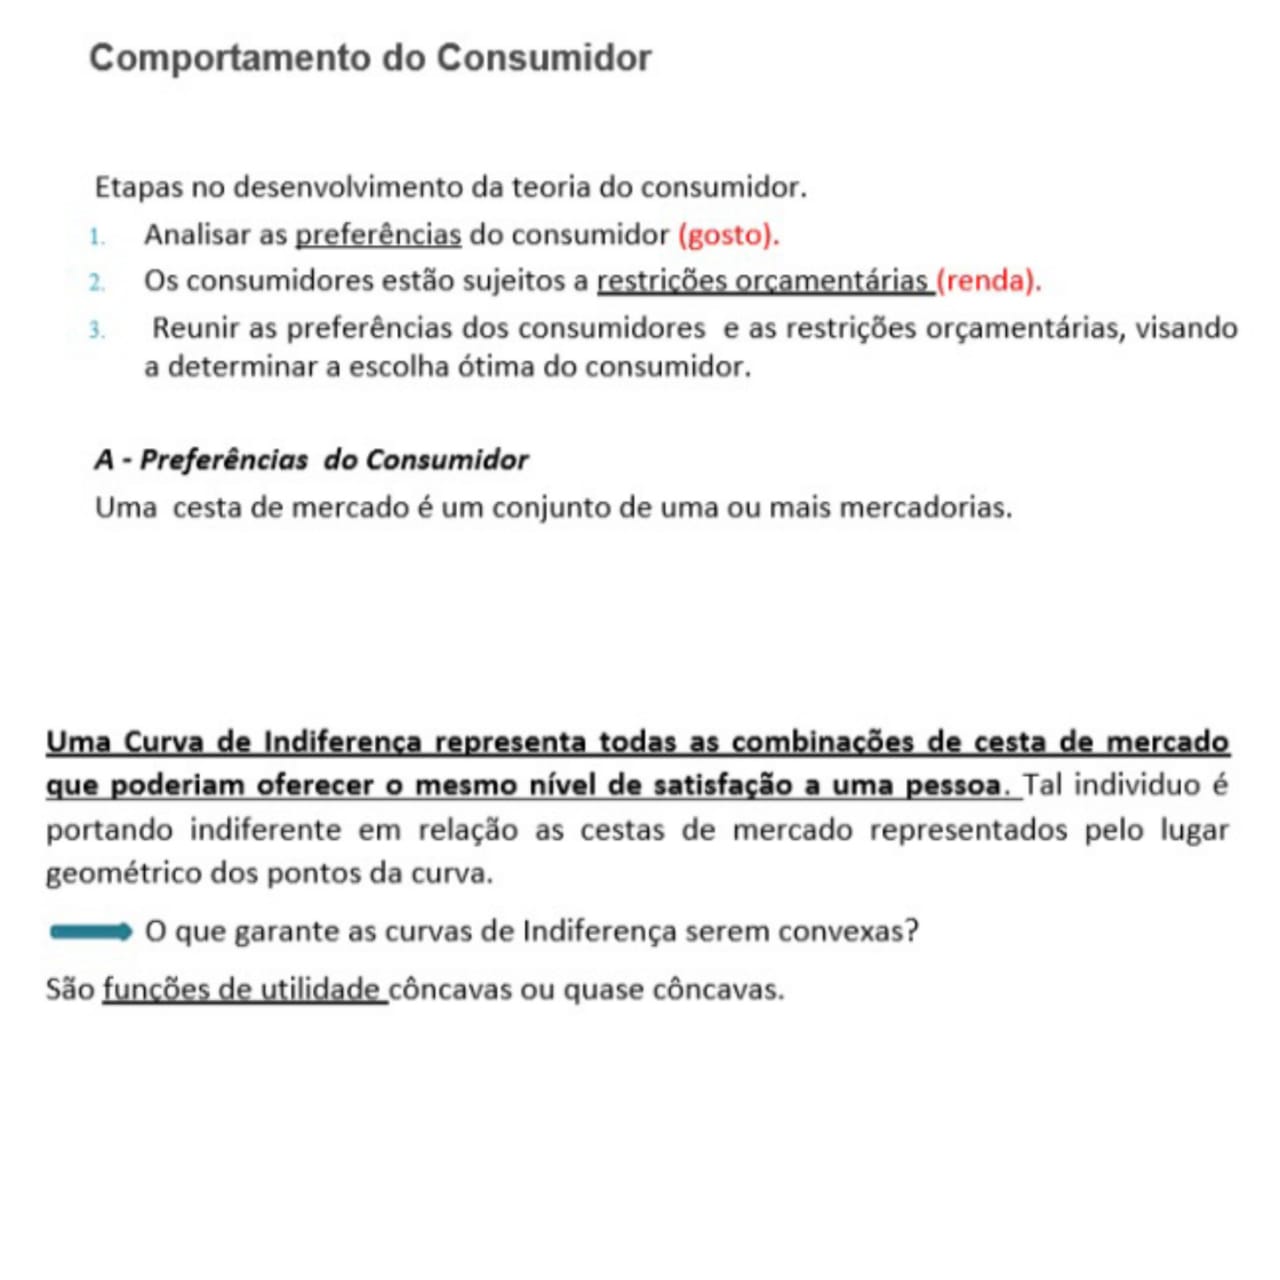 Comportamento do Consumidor
Etapas no desenvolvimento da teoria do consumidor.
1. Analisar as preferências do consumidor (gosto).
2. Os consumidores estão sujeitos a restrições orçamentárias (renda).
3. Reunir as preferências dos consumidores e as restrições orçamentárias, visando
a determinar a escolha ótima do consumidor.
A - Preferências do Consumidor
Uma cesta de mercado é um conjunto de uma ou mais mercadorias.
Uma Curva de Indiferença representa todas as combinações de cesta de mercado
que poderiam oferecer o mesmo nível de satisfação a uma pessoa. Tal individuo é
portando indiferente em relação as cestas de mercado representados pelo lugar
geométrico dos pontos da curva.
O que garante as curvas de Indiferença serem convexas?
São funções de utilidade côncavas ou quase côncavas.